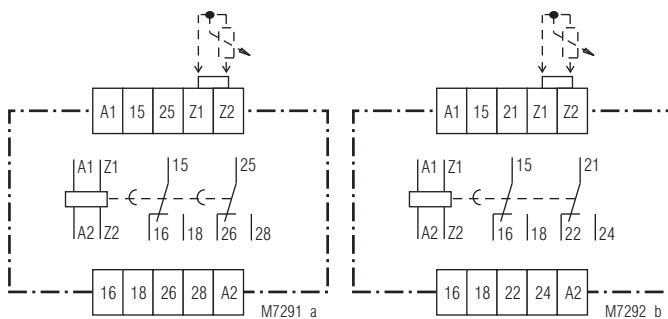 A1 15 25 Z1 Z2
A1 Z1 15 25
A2 Z2 16 18 26 28
16 18 26 28 A2
M7291 a
A1 15 21 Z1 Z2
A1 Z1 15 21
A2 Z2 16 18 22 24
16 18 22 24 A2
M7292 b